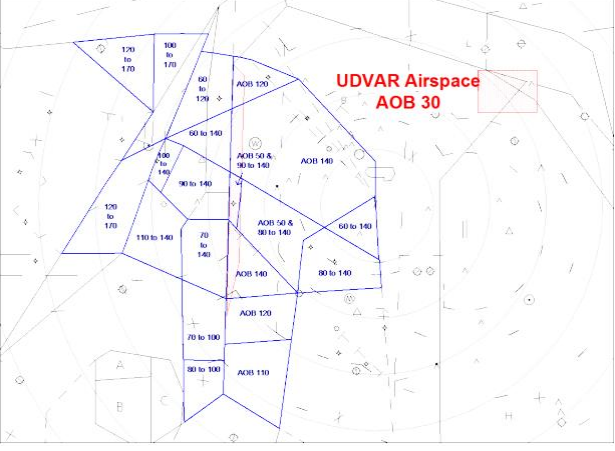 UDVAR Airspace
AOB 30
120
to
170
100
to
170
60
to
120
AOB 120
60 to 140
100
to
140
AOB 50 &
90 to 140
AOB 140
90 to 140
120
to
170
110 to 140
70
to
140
AOB 50 &
80 to 140
60 to 140
AOB 140
80 to 140
AOB 120
70 to 100
80 to 100
AOB 110
A
B
C
H
W
W
L